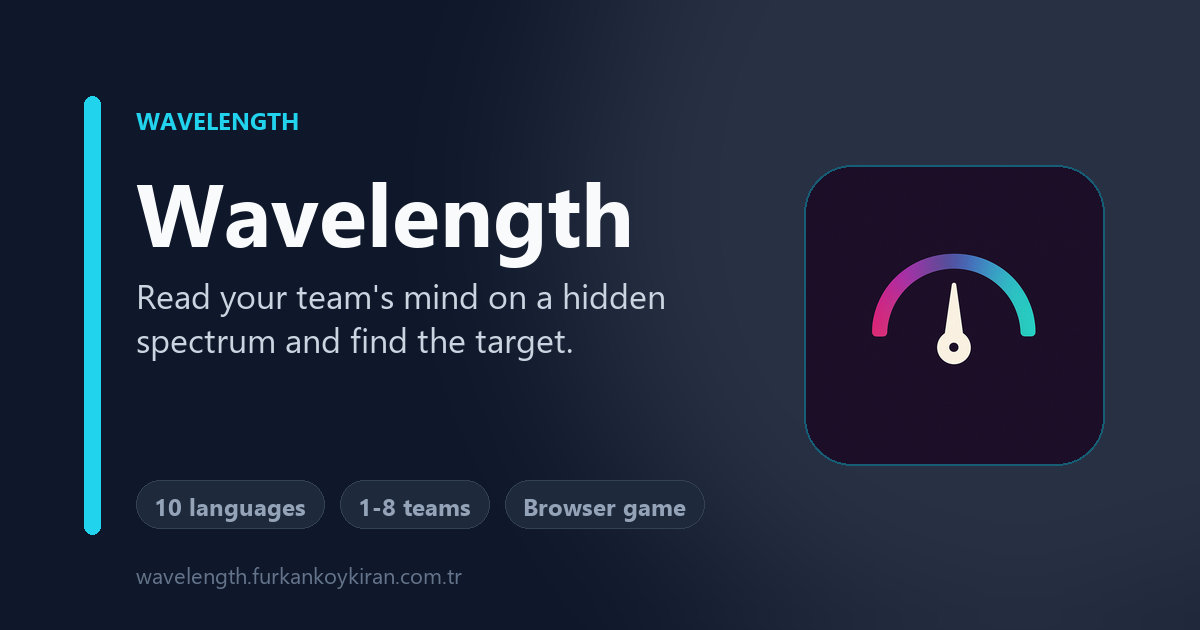 WAVELENGTH
Wavelength
Read your team's mind on a hidden
spectrum and find the target.
10 languages
1-8 teams
Browser game
wavelength.furkankoykiran.com.tr